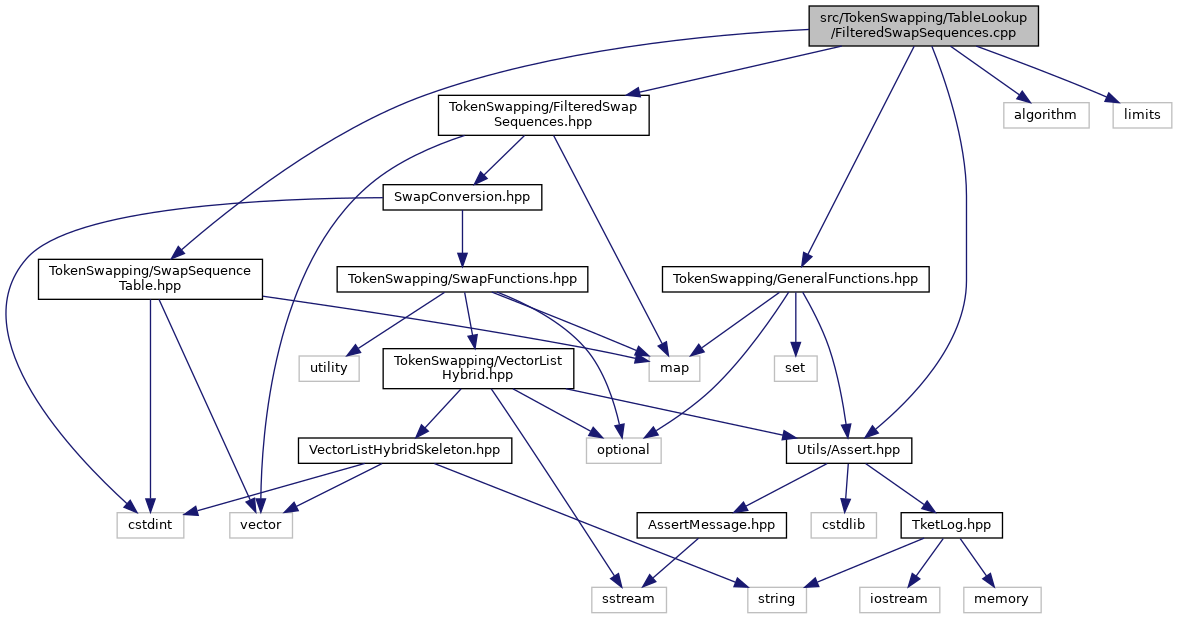 src/TokenSwapping/TableLookup
/FilteredSwapSequences.cpp
TokenSwapping/FilteredSwap
Sequences.hpp
algorithm
limits
SwapConversion.hpp
TokenSwapping/SwapSequence
Table.hpp
TokenSwapping/SwapFunctions.hpp
TokenSwapping/GeneralFunctions.hpp
utility
TokenSwapping/VectorList
Hybrid.hpp
map
set
VectorListHybridSkeleton.hpp
optional
Utils/Assert.hpp
cstdint
vector
AssertMessage.hpp
cstdlib
TketLog.hpp
sstream
string
iostream
memory